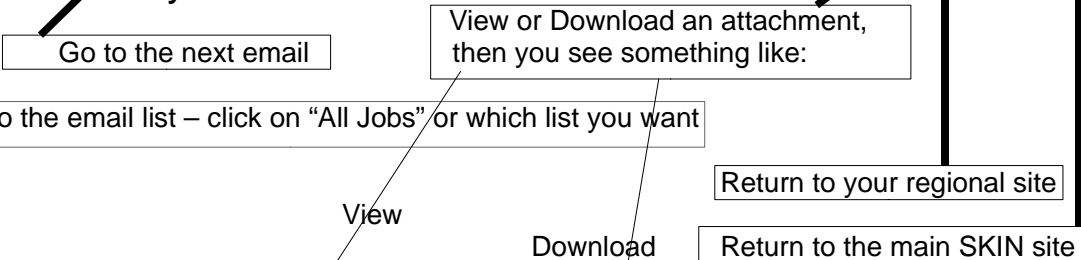 View or Download an attachment,
then you see something like:
Go to the next email
o the email list – click on “All Jobs” or which list you want
Return to your regional site
View
Download
Return to the main SKIN site